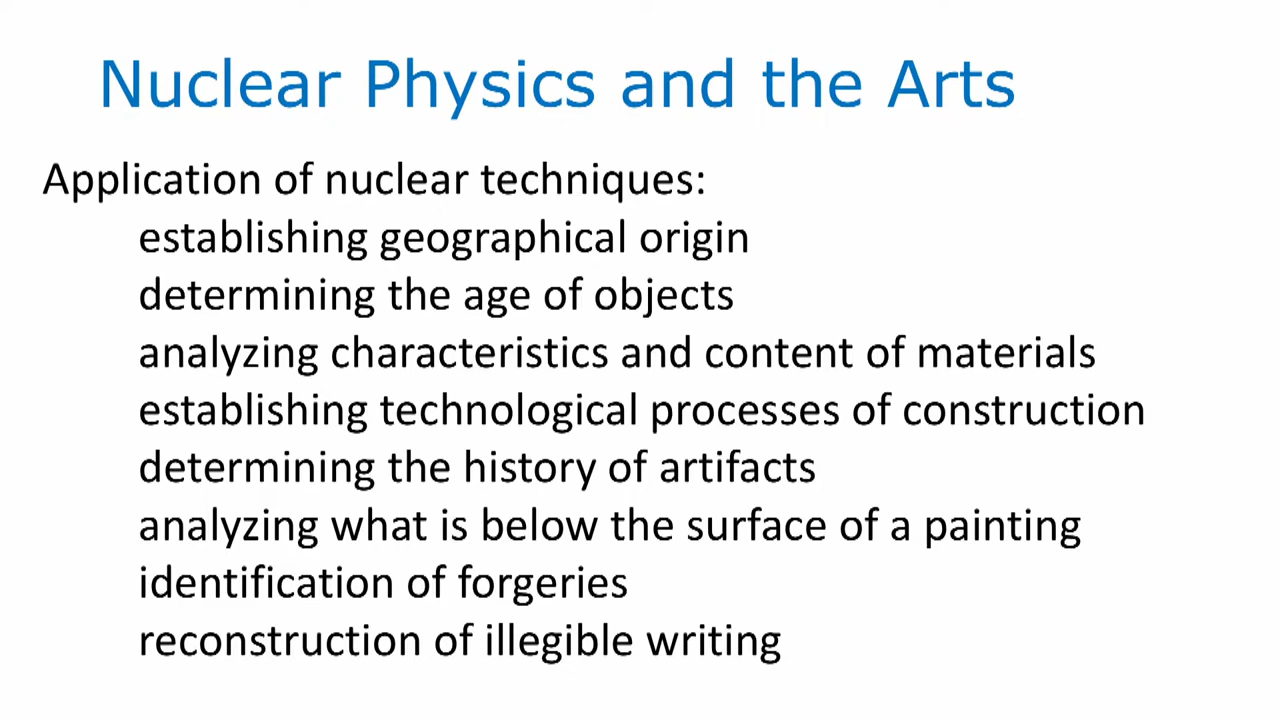 Nuclear Physics and the Arts
Application of nuclear techniques:
establishing geographical origin
determining the age of objects
analyzing characteristics and content of materials
establishing technological processes of construction
determining the history of artifacts
analyzing what is below the surface of a painting
identification of forgeries
reconstruction of illegible writing